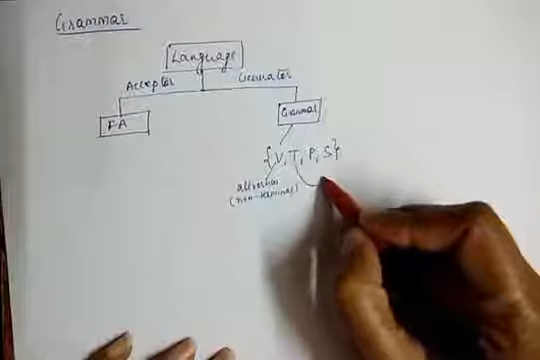 Grammar
Language
Acceptor Generator
FA
Grammar
{V, T, P, S}
(non-terminal)